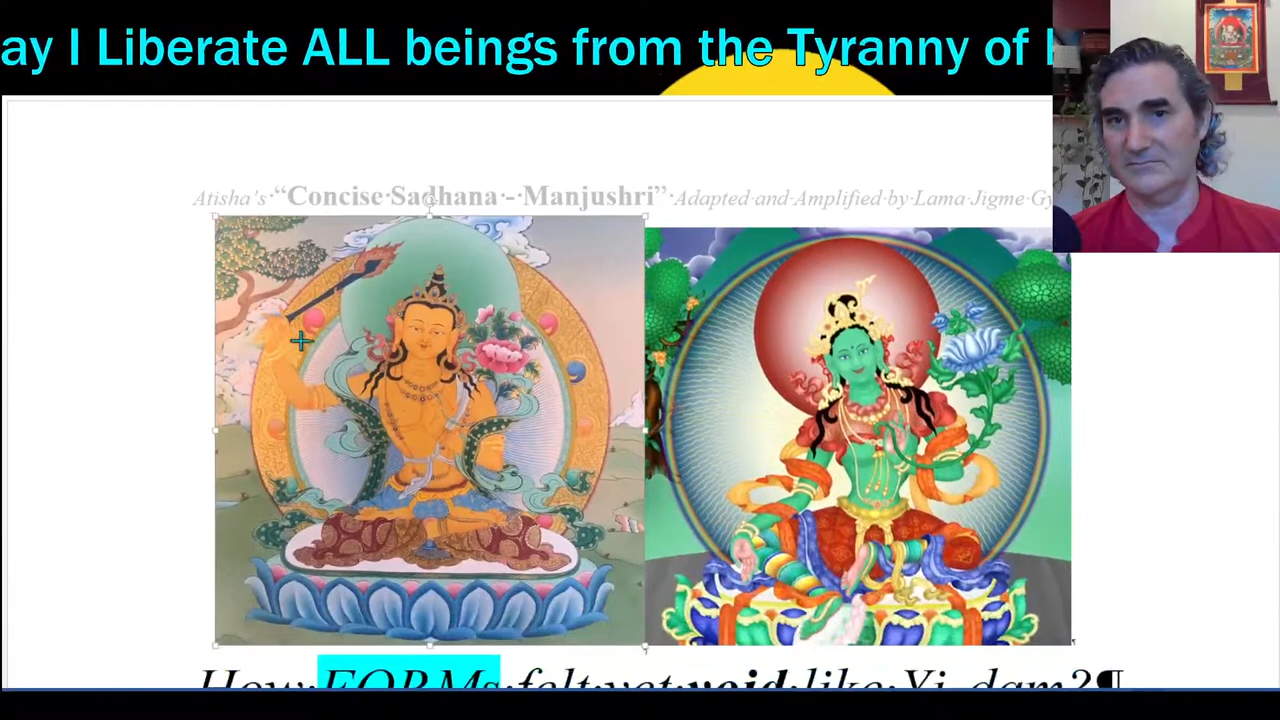 ay I Liberate ALL beings from the Tyranny of
Atisha's·“Concise·Sadhana·-·Manjushri”·Adapted·and·Amplified·by·Lama·Jigme·Gy
How·FORMs·felt·yet·void·like·Yi-dam?¶